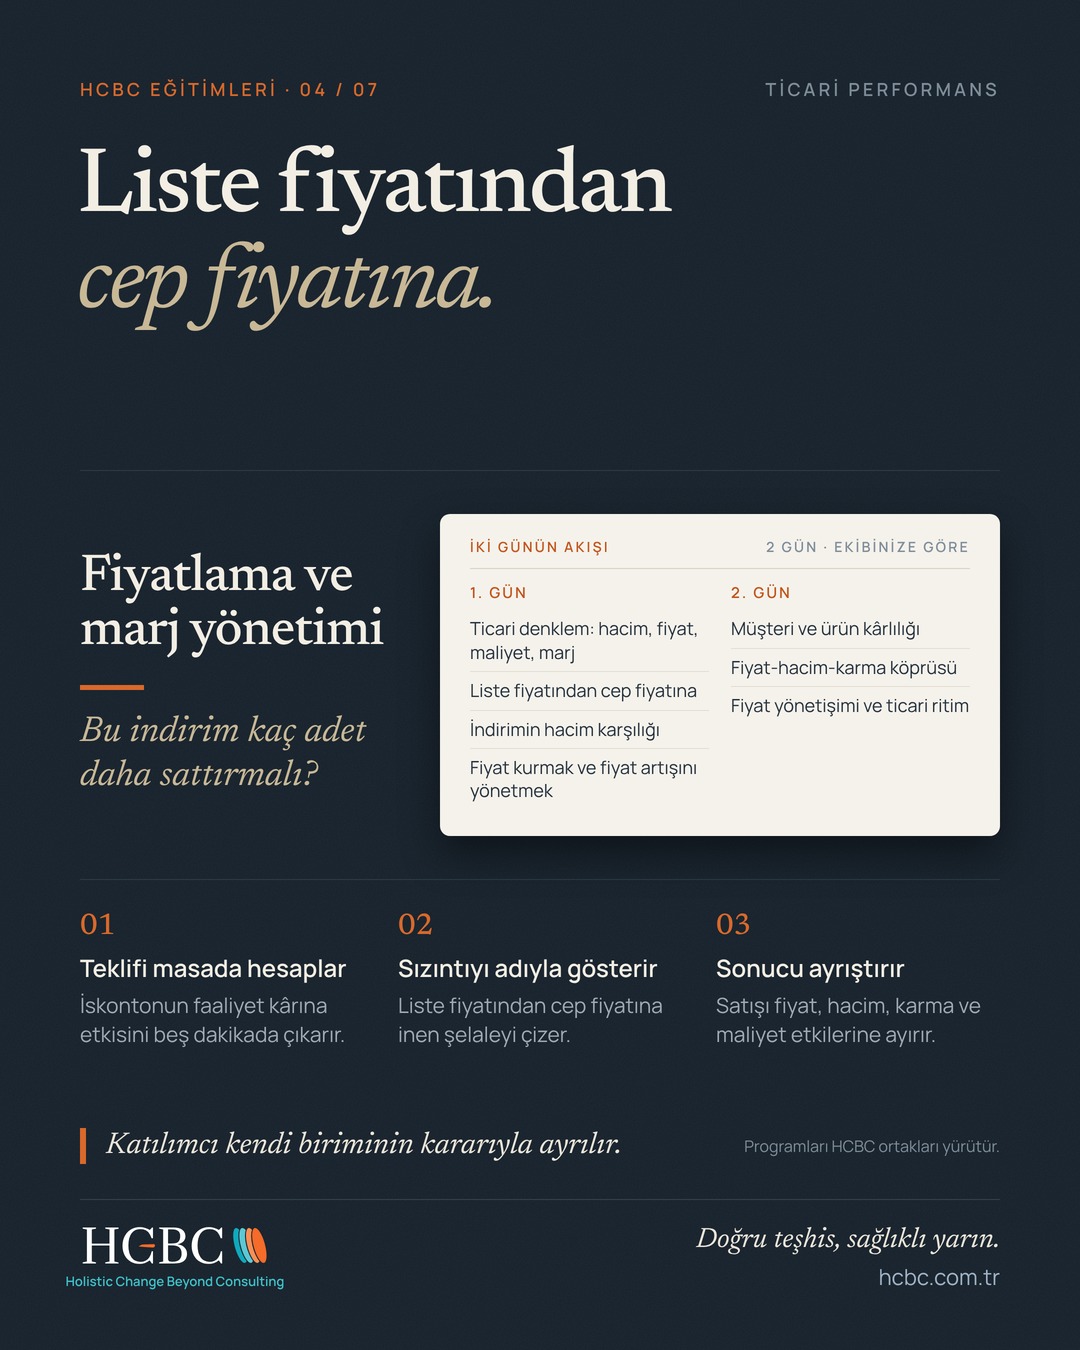 HCBC EĞİTİMLERİ · 04 / 07
TİCARİ PERFORMANS
Liste fiyatından
cep fiyatına.
Fiyatlama ve
marj yönetimi
Bu indirim kaç adet
daha sattırmalı?
İKİ GÜNÜN AKIŞI
2 GÜN · EKİBİNİZE GÖRE
1. GÜN
Ticari denklem: hacim, fiyat,
maliyet, marj
Liste fiyatından cep fiyatına
İndirimin hacim karşılığı
Fiyat kurmak ve fiyat artışını
yönetmek
2. GÜN
Müşteri ve ürün kârlılığı
Fiyat-hacim-karma köprüsü
Fiyat yönetişimi ve ticari ritim
01
Teklifi masada hesaplar
İskontonun faaliyet kârına
etkisini beş dakikada çıkarır.
02
Sızıntıyı adıyla gösterir
Liste fiyatından cep fiyatına
inen şelaleyi çizer.
03
Sonucu ayrıştırır
Satışı fiyat, hacim, karma ve
maliyet etkilerine ayırır.
Katılımcı kendi biriminin kararıyla ayrılır.
Programları HCBC ortakları yürütür.
HCBC
Holistic Change Beyond Consulting
Doğru teşhis, sağlıklı yarın.
hcbc.com.tr